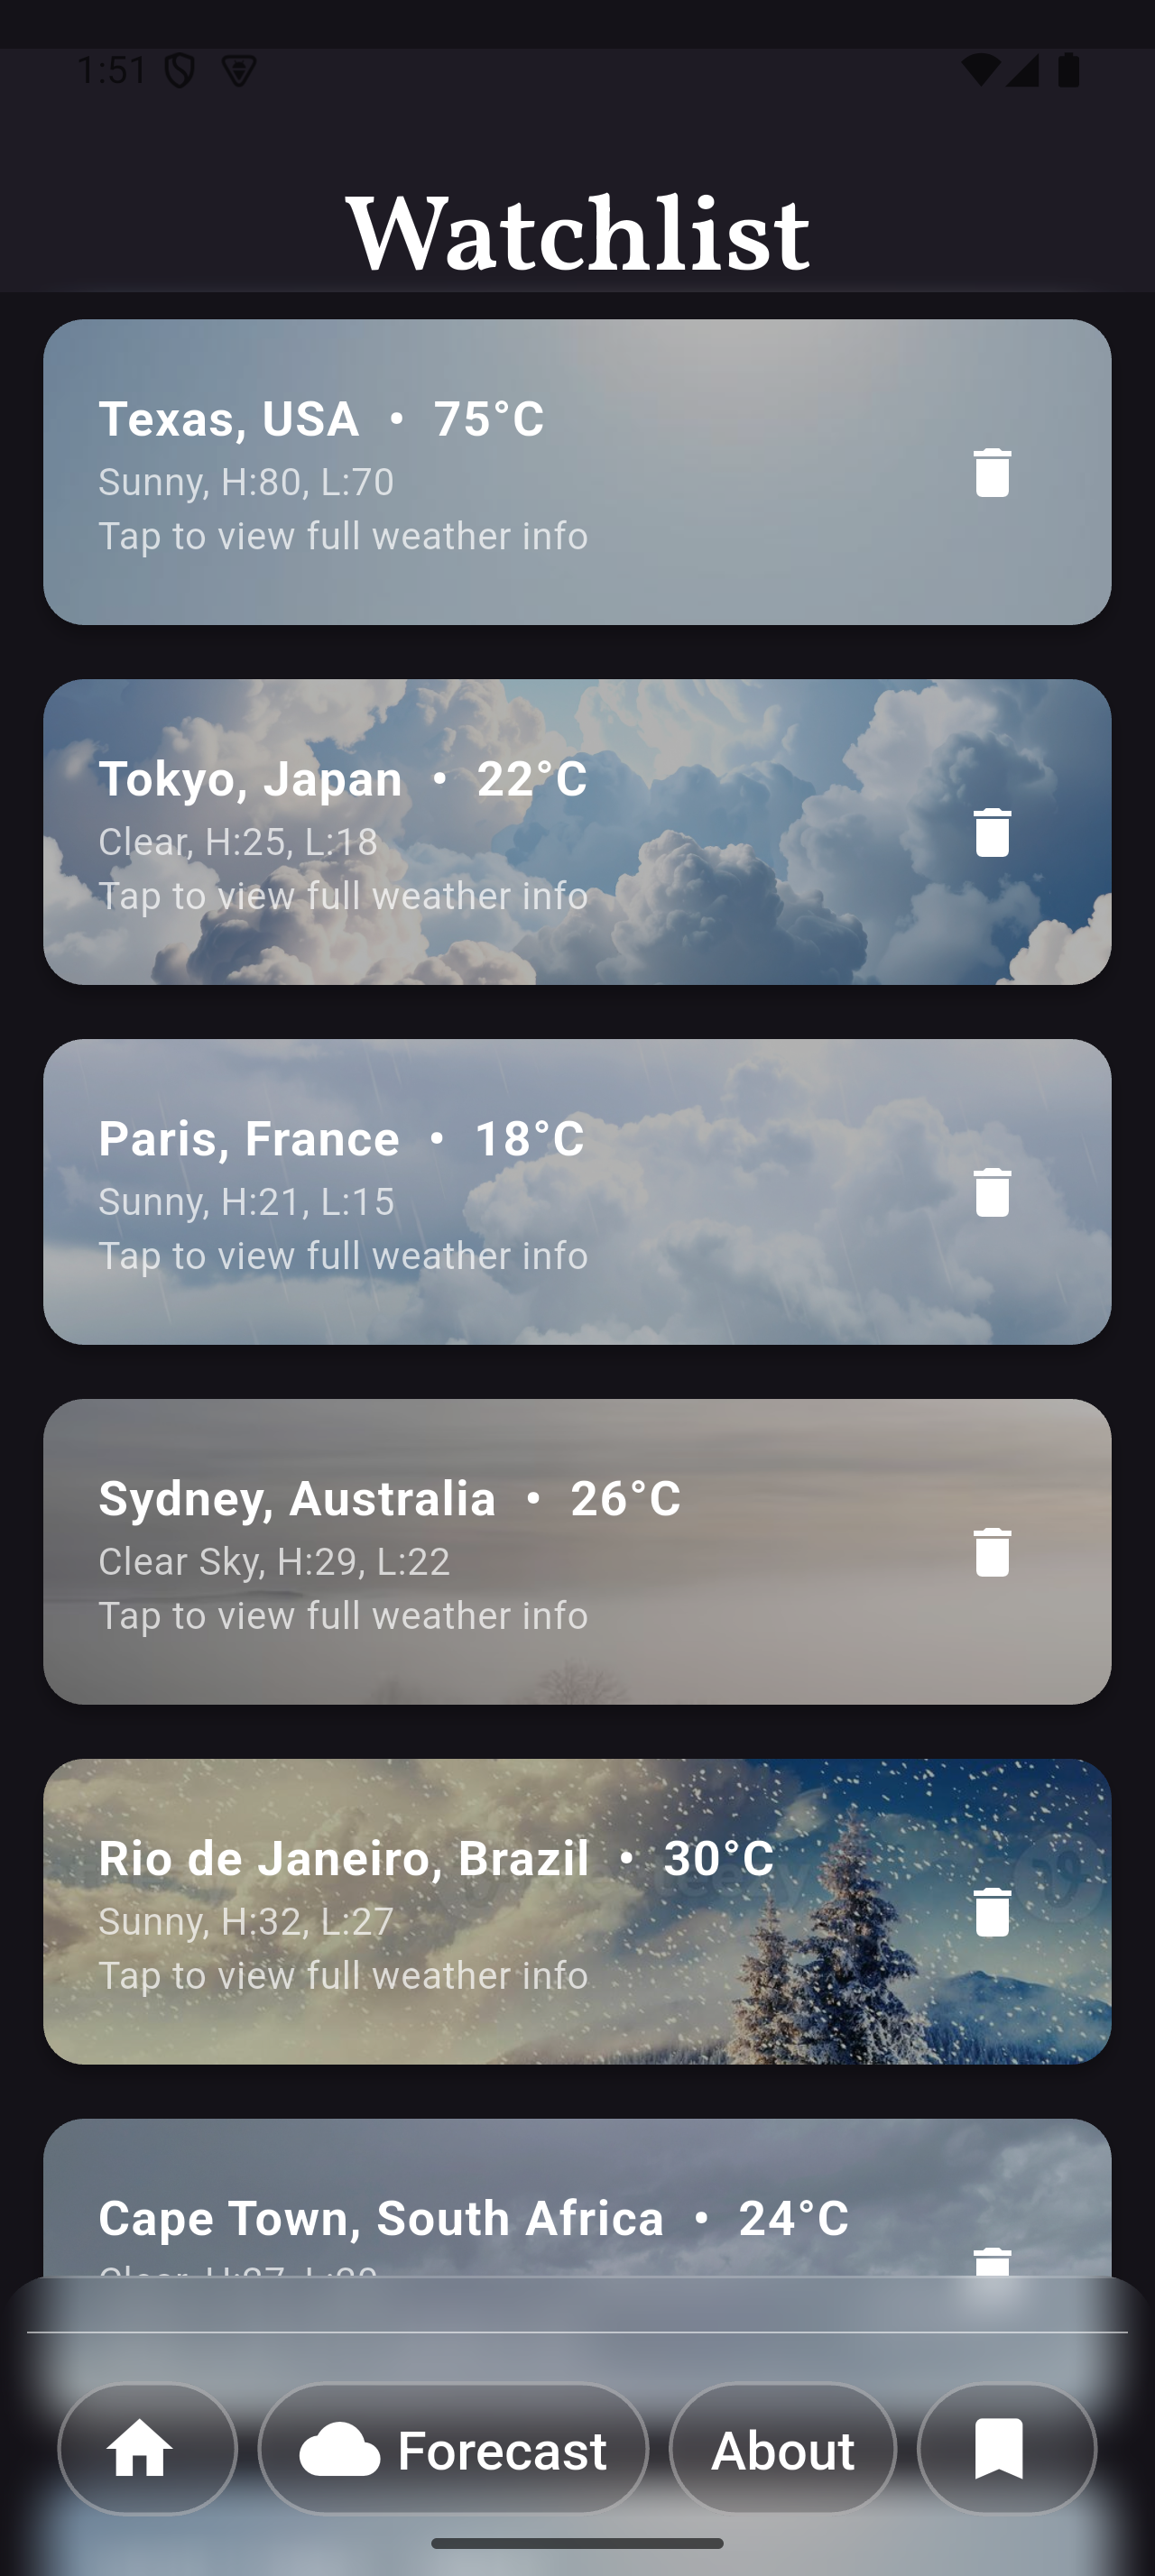 1:51
Watchlist
Texas, USA • 75°C
Sunny, H:80, L:70
Tap to view full weather info
Tokyo, Japan • 22°C
Clear, H:25, L:18
Tap to view full weather info
Paris, France • 18°C
Sunny, H:21, L:15
Tap to view full weather info
Sydney, Australia • 26°C
Clear Sky, H:29, L:22
Tap to view full weather info
Rio de Janeiro, Brazil • 30°C
Sunny, H:32, L:27
Tap to view full weather info
Cape Town, South Africa • 24°C
Forecast
About